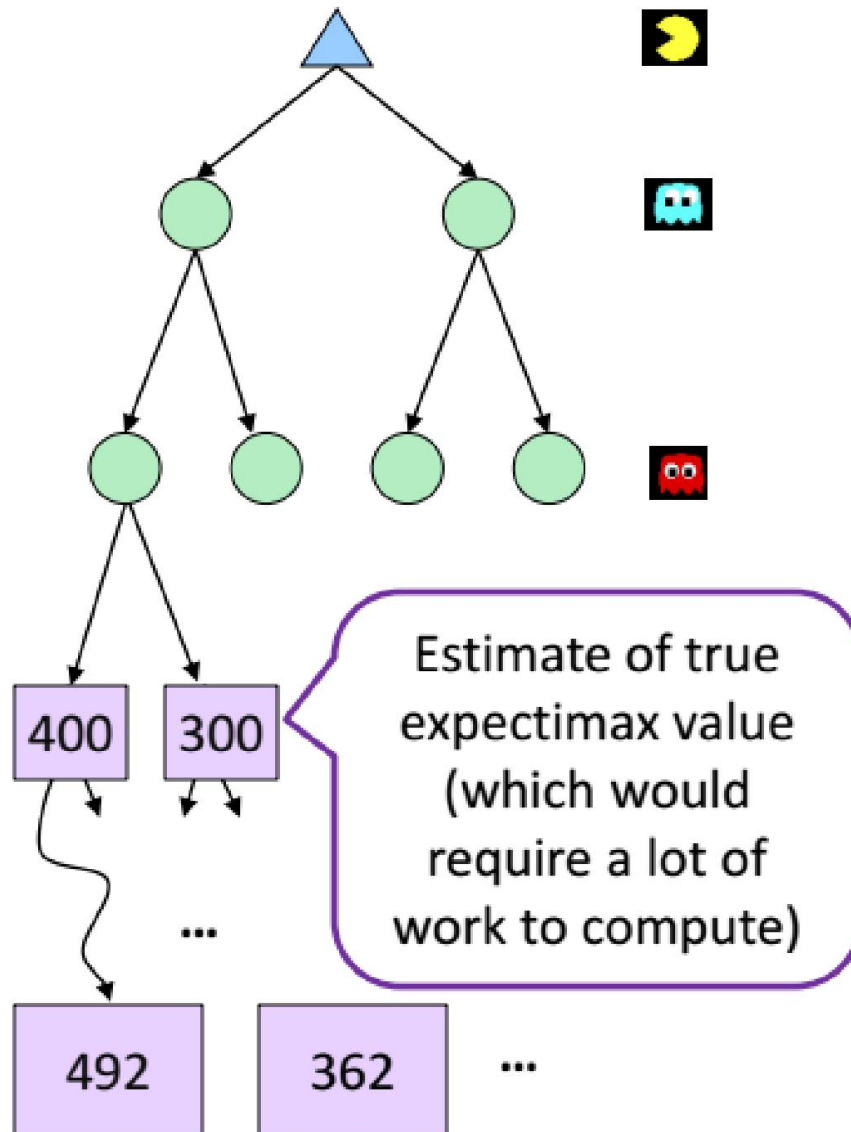 Estimate of true
expectimax value
(which would
require a lot of
work to compute)
400 300
...
492 362 ...